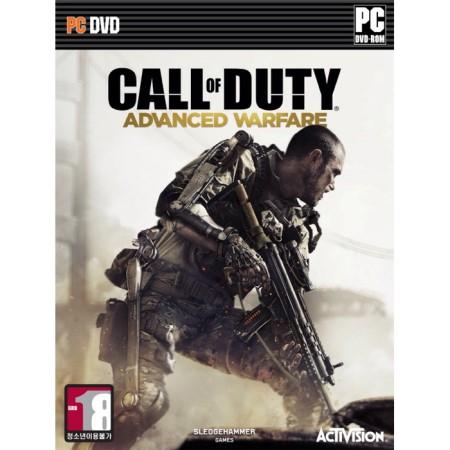 PC DVD
PC
DVD-ROM
CALL OF DUTY®
ADVANCED WARFARE
GRB
18
청소년이용불가
SLEDGEHAMMER
GAMES
ACTIVISION